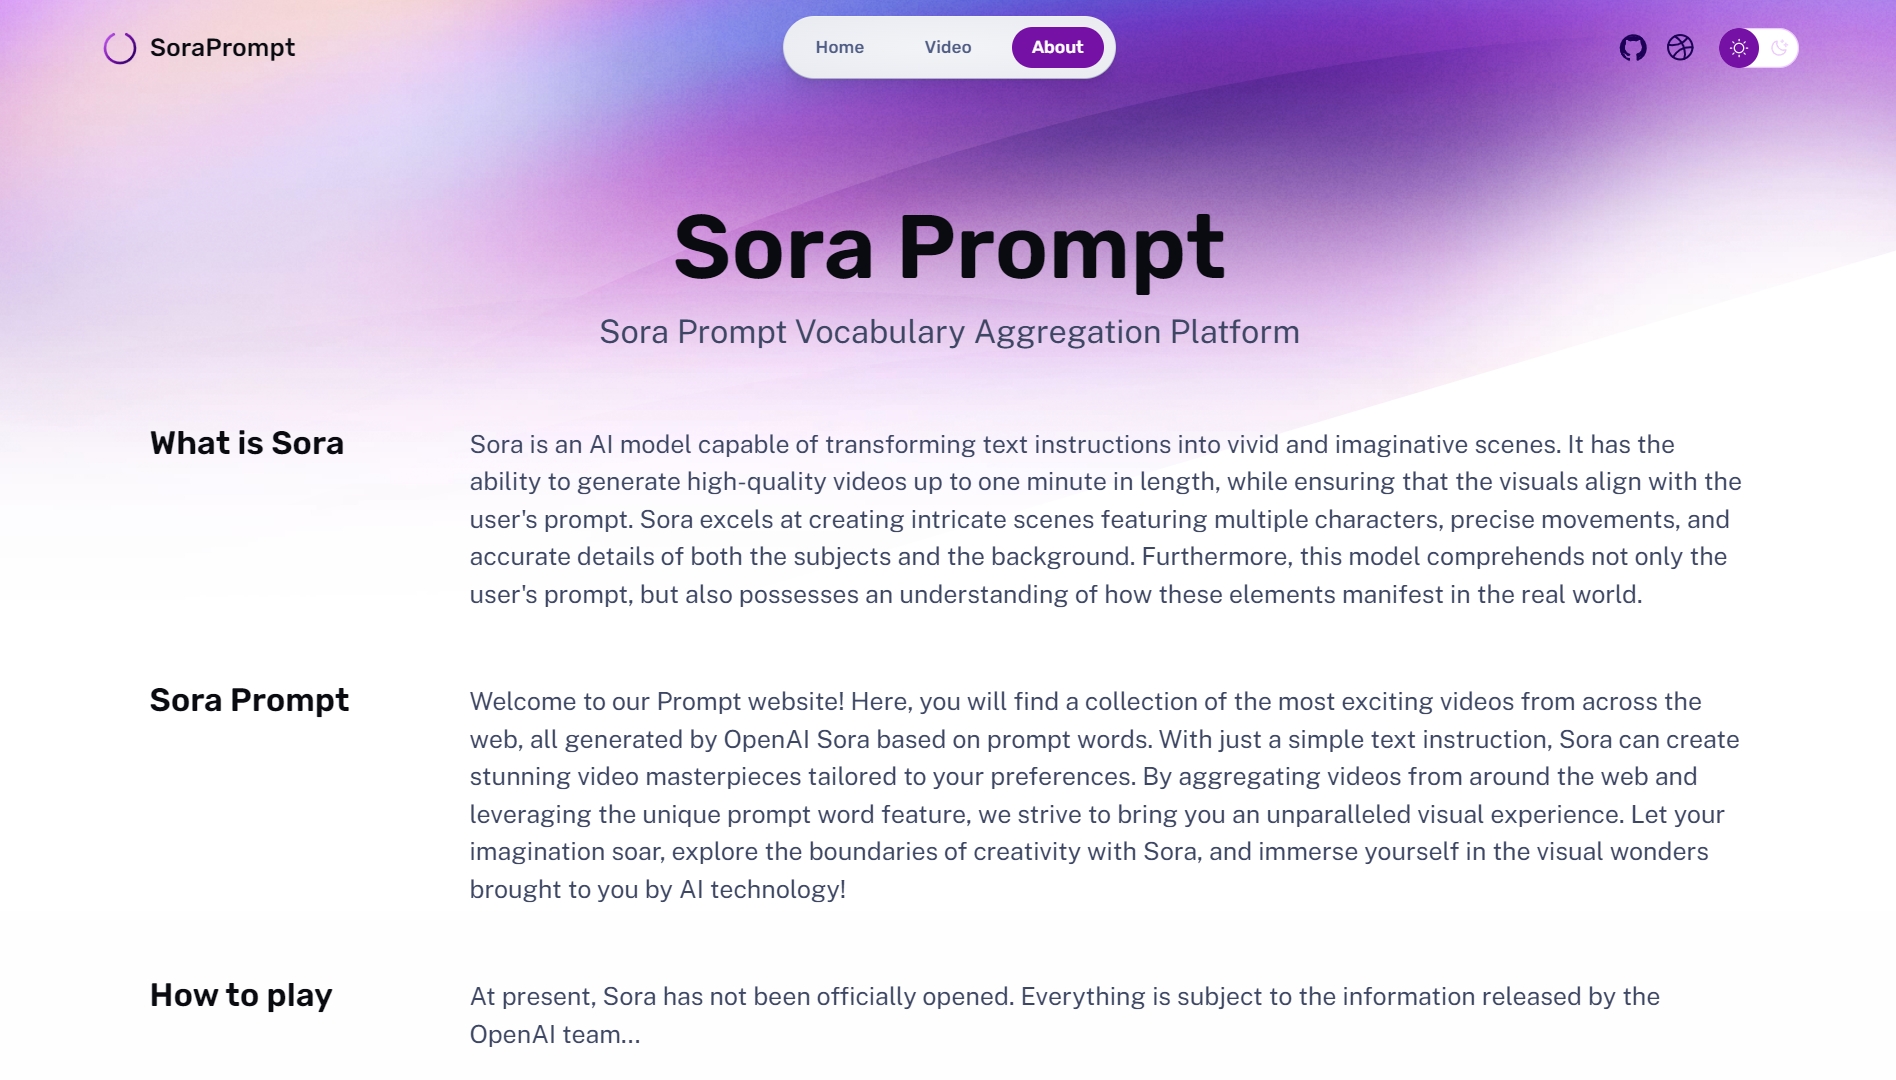 SoraPrompt
Home
Video
About
Sora Prompt
Sora Prompt Vocabulary Aggregation Platform
What is Sora
Sora is an AI model capable of transforming text instructions into vivid and imaginative scenes. It has the
ability to generate high-quality videos up to one minute in length, while ensuring that the visuals align with the
user's prompt. Sora excels at creating intricate scenes featuring multiple characters, precise movements, and
accurate details of both the subjects and the background. Furthermore, this model comprehends not only the
user's prompt, but also possesses an understanding of how these elements manifest in the real world.
Sora Prompt
Welcome to our Prompt website! Here, you will find a collection of the most exciting videos from across the
web, all generated by OpenAI Sora based on prompt words. With just a simple text instruction, Sora can create
stunning video masterpieces tailored to your preferences. By aggregating videos from around the web and
leveraging the unique prompt word feature, we strive to bring you an unparalleled visual experience. Let your
imagination soar, explore the boundaries of creativity with Sora, and immerse yourself in the visual wonders
brought to you by AI technology!
How to play
At present, Sora has not been officially opened. Everything is subject to the information released by the
OpenAI team...